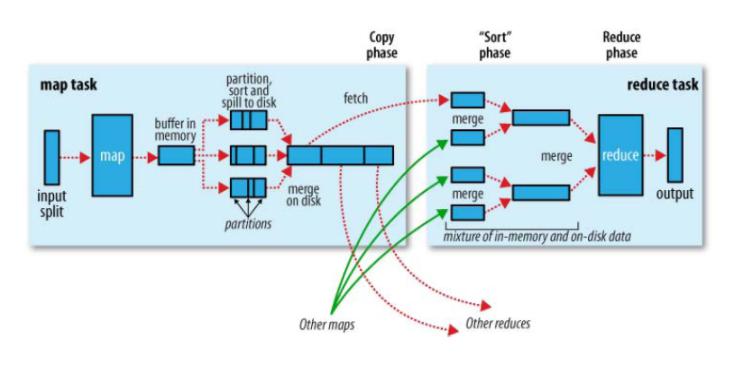 Copy
phase
"Sort"
phase
Reduce
phase
map task
partition,
sort and
spill to disk
fetch
reduce task
buffer in
memory
map
input
split
merge
on disk
partitions
merge
merge
merge
reduce
output
mixture of in-memory and on-disk data
Other maps
Other reduces